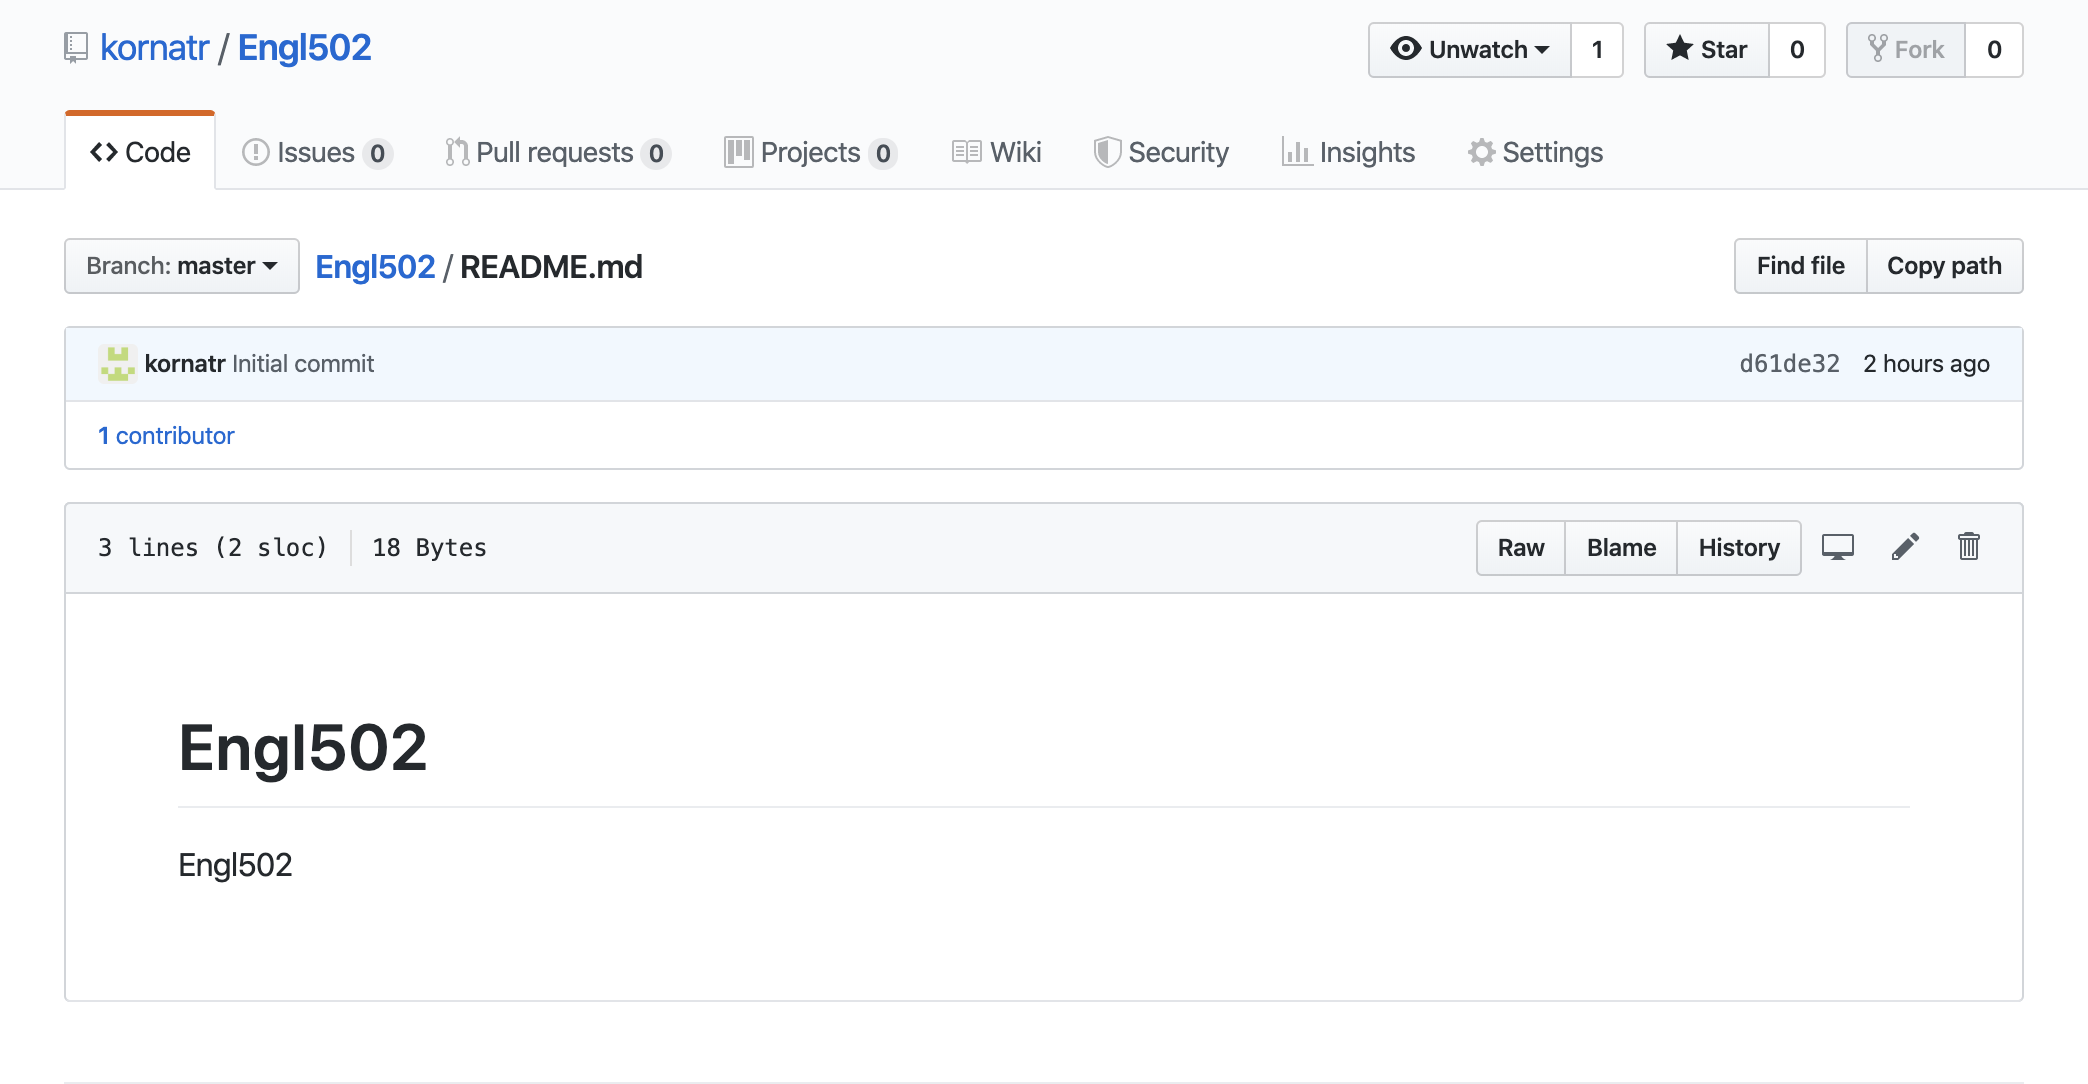 kornatr / Engl502
Unwatch 1 Star 0 Fork 0
Code Issues 0 Pull requests 0 Projects 0 Wiki Security Insights Settings
Branch: master Engl502 / README.md Find file Copy path
kornatr Initial commit d61de32 2 hours ago
1 contributor
3 lines (2 sloc) 18 Bytes Raw Blame History
Engl502
Engl502